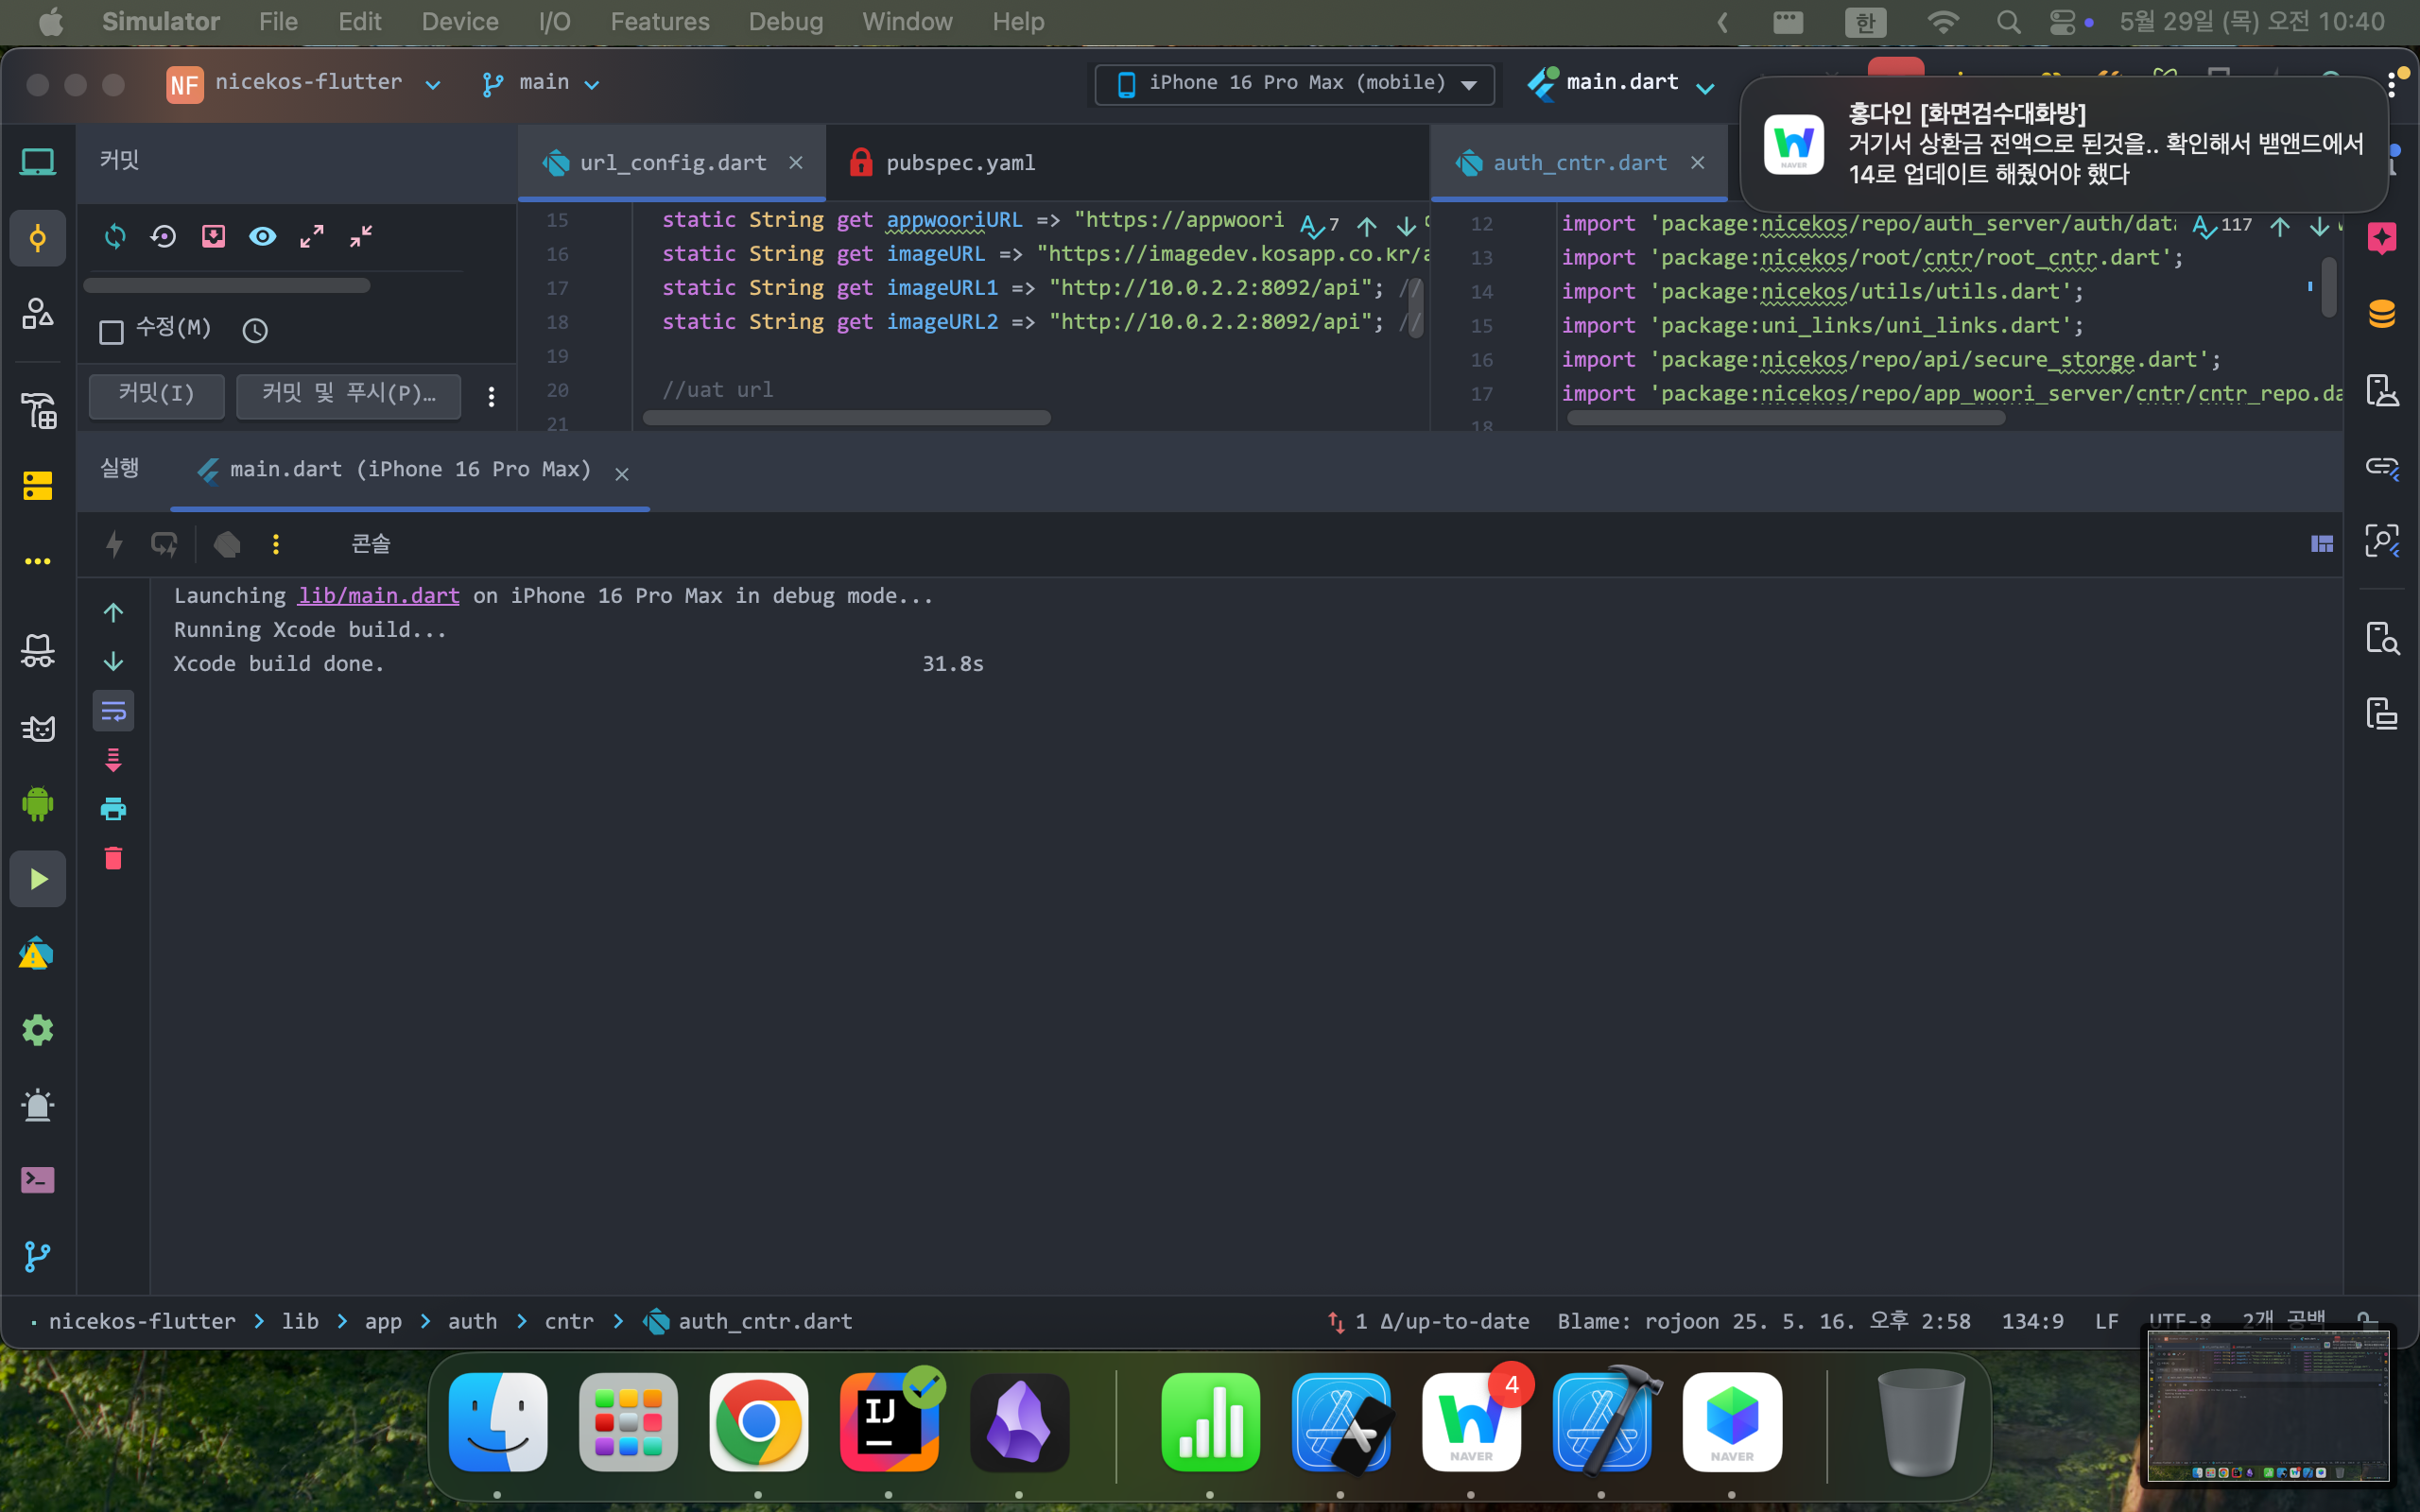 Simulator File Edit Device I/O Features Debug Window Help 한 5월 29일 (목) 오전 10:40
NF nicekos-flutter main iPhone 16 Pro Max (mobile) main.dart
홍다인 [화면검수대화방]
거기서 상환금 전액으로 된것을.. 확인해서 밷앤드에서
14로 업데이트 해줬어야 했다
NAVER
커밋
url_config.dart pubspec.yaml auth_cntr.dart
15 static String get appwooriURL => "https://appwoori 7
16 static String get imageURL => "https://imagedev.kosapp.co.kr/a
17 static String get imageURL1 => "http://10.0.2.2:8092/api"; //
18 static String get imageURL2 => "http://10.0.2.2:8092/api"; //
19
20 //uat url
21
12 import 'package:nicekos/repo/auth_server/auth/dat 117
13 import 'package:nicekos/root/cntr/root_cntr.dart';
14 import 'package:nicekos/utils/utils.dart';
15 import 'package:uni_links/uni_links.dart';
16 import 'package:nicekos/repo/api/secure_storge.dart';
17 import 'package:nicekos/repo/app_woori_server/cntr/cntr_repo.da
18
수정(M)
커밋(I) 커밋 및 푸시(P)...
실행 main.dart (iPhone 16 Pro Max)
콘솔
Launching lib/main.dart on iPhone 16 Pro Max in debug mode...
Running Xcode build...
Xcode build done. 31.8s
nicekos-flutter lib app auth cntr auth_cntr.dart 1 Δ/up-to-date Blame: rojoon 25. 5. 16. 오후 2:58 134:9 LF UTF-8 2개 공백
IJ
4
NAVER
NAVER